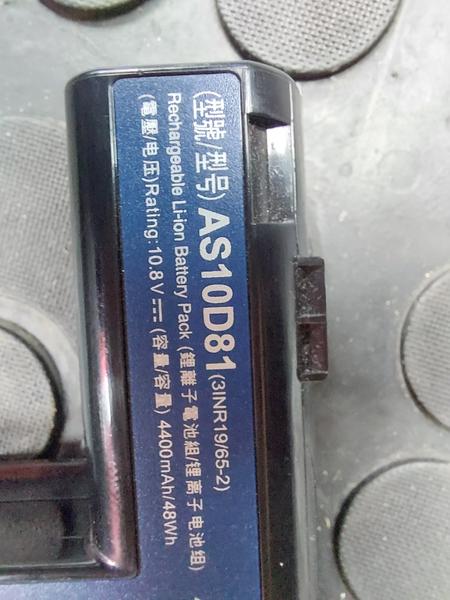 (型號/型号) AS10D81(3INR19/65-2)
Rechargeable Li-ion Battery Pack (鋰離子電池組/锂离子电池组)
(電壓/电压)Rating: 10.8V⎓ (容量/容量) 4400mAh/48Wh